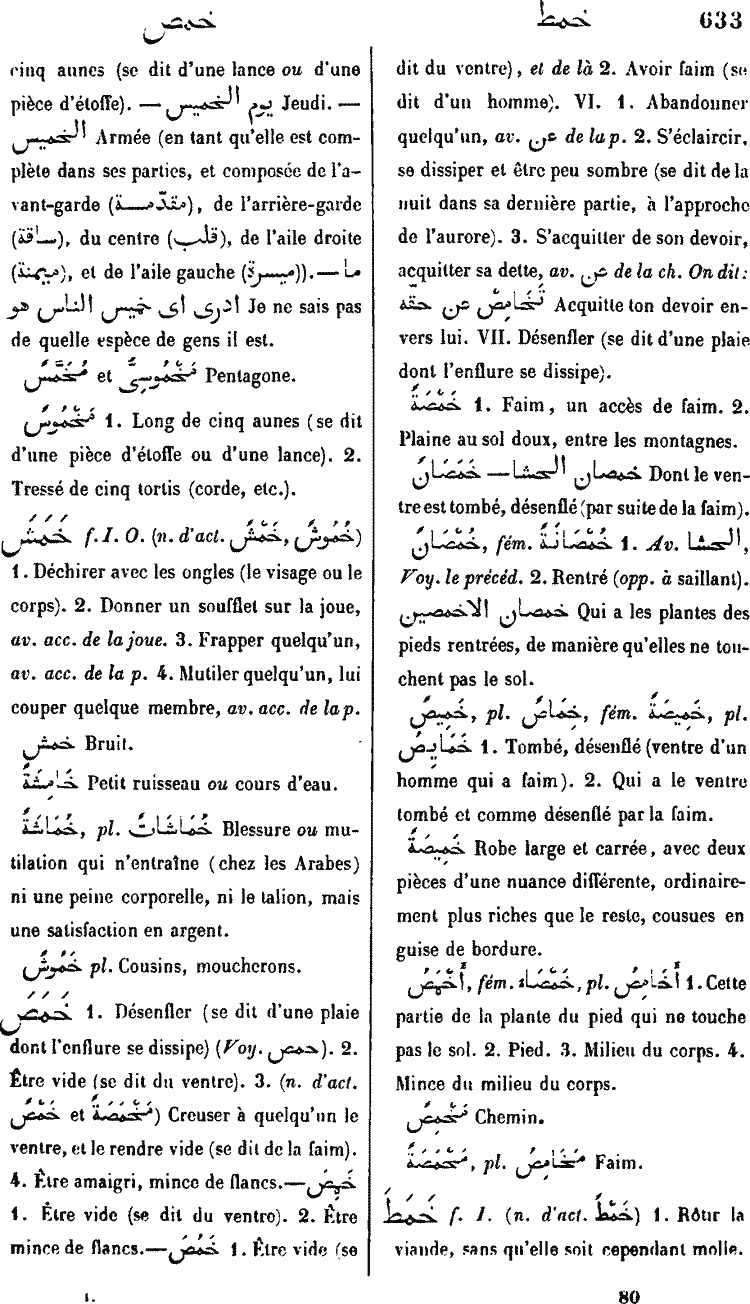 خمص
خمط
633
cinq aunes (se dit d'une lance ou d'une
pièce d'étoffe). — يوم الخميس Jeudi. —
الخميس Armée (en tant qu'elle est com-
plète dans ses parties, et composée de l'a-
vant-garde (مقدّمة), de l'arrière-garde
(ساقة), du centre (قلب), de l'aile droite
(ميمنة), et de l'aile gauche (ميسرة)). — ما
ادرى اى خميس الناس هو Je ne sais pas
de quelle espèce de gens il est.
مُخَمَّسٌ et مَخْمُوسِىٌّ Pentagone.
مَخْمُوسٌ 1. Long de cinq aunes (se dit
d'une pièce d'étoffe ou d'une lance). 2.
Tressé de cinq tortis (corde, etc.).
خَمَشَ f. I. O. (n. d'act. خَمْشٌ, خُمُوشٌ)
1. Déchirer avec les ongles (le visage ou le
corps). 2. Donner un soufflet sur la joue,
av. acc. de la joue. 3. Frapper quelqu'un,
av. acc. de la p. 4. Mutiler quelqu'un, lui
couper quelque membre, av. acc. de la p.
خمش Bruit.
خَامِشَةٌ Petit ruisseau ou cours d'eau.
خُمَاشَةٌ, pl. خُمَاشَاتٌ Blessure ou mu-
tilation qui n'entraîne (chez les Arabes)
ni une peine corporelle, ni le talion, mais
une satisfaction en argent.
خَمُوشٌ pl. Cousins, moucherons.
خَمَصَ 1. Désenfler (se dit d'une plaie
dont l'enflure se dissipe) (Voy. حمص). 2.
Être vide (se dit du ventre). 3. (n. d'act.
خَمْصٌ et مَخْمَصَةٌ) Creuser à quelqu'un le
ventre, et le rendre vide (se dit de la faim).
4. Être amaigri, mince de flancs. — خَمِصَ
1. Être vide (se dit du ventre). 2. Être
mince de flancs. — خَمُصَ 1. Être vide (se
dit du ventre), et de là 2. Avoir faim (se
dit d'un homme). VI. 1. Abandonner
quelqu'un, av. عن de la p. 2. S'éclaircir,
se dissiper et être peu sombre (se dit de la
nuit dans sa dernière partie, à l'approche
de l'aurore). 3. S'acquitter de son devoir,
acquitter sa dette, av. عن de la ch. On dit:
تَخَامَصْ عن حقّه Acquitte ton devoir en-
vers lui. VII. Désenfler (se dit d'une plaie
dont l'enflure se dissipe).
خَمْصَةٌ 1. Faim, un accès de faim. 2.
Plaine au sol doux, entre les montagnes.
خَمَصَانٌ — خمصان الحشا Dont le ven-
tre est tombé, désenflé (par suite de la faim).
خَمْصَانٌ, fém. خَمْصَانَةٌ 1. Av. الحشا,
Voy. le précéd. 2. Rentré (opp. à saillant).
خمصان الاخمصين Qui a les plantes des
pieds rentrées, de manière qu'elles ne tou-
chent pas le sol.
خَمِيصٌ, pl. خِمَاصٌ, fém. خَمِيصَةٌ, pl.
خَمَايِصُ 1. Tombé, désenflé (ventre d'un
homme qui a faim). 2. Qui a le ventre
tombé et comme désenflé par la faim.
خَمِيصَةٌ Robe large et carrée, avec deux
pièces d'une nuance différente, ordinaire-
ment plus riches que le reste, cousues en
guise de bordure.
أَخْمَصُ, fém. خَمْصَاءُ, pl. أَخَامِصُ 1. Cette
partie de la plante du pied qui ne touche
pas le sol. 2. Pied. 3. Milieu du corps. 4.
Mince du milieu du corps.
مَخْمِصٌ Chemin.
مَخْمَصَةٌ, pl. مَخَامِصُ Faim.
خَمَطَ f. I. (n. d'act. خَمْطٌ) 1. Rôtir la
viande, sans qu'elle soit cependant molle.
I.
80